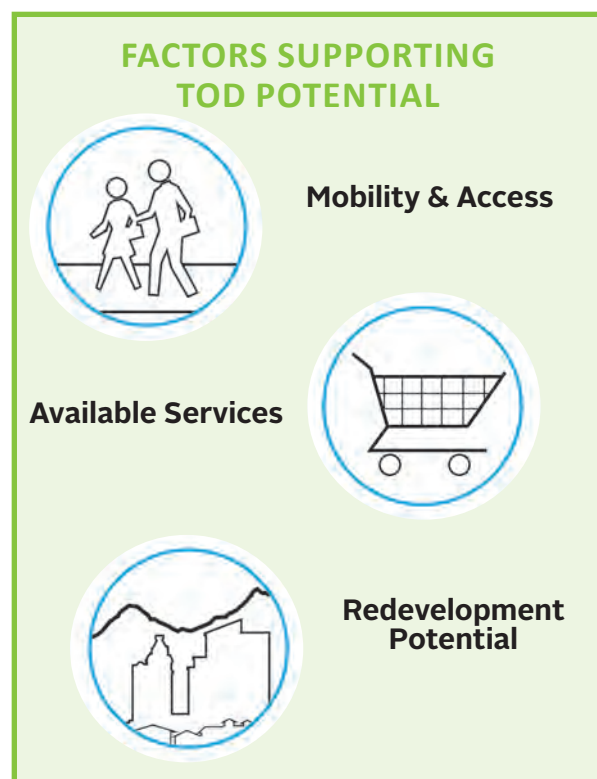 FACTORS SUPPORTING
TOD POTENTIAL
Mobility & Access
Available Services
Redevelopment
Potential